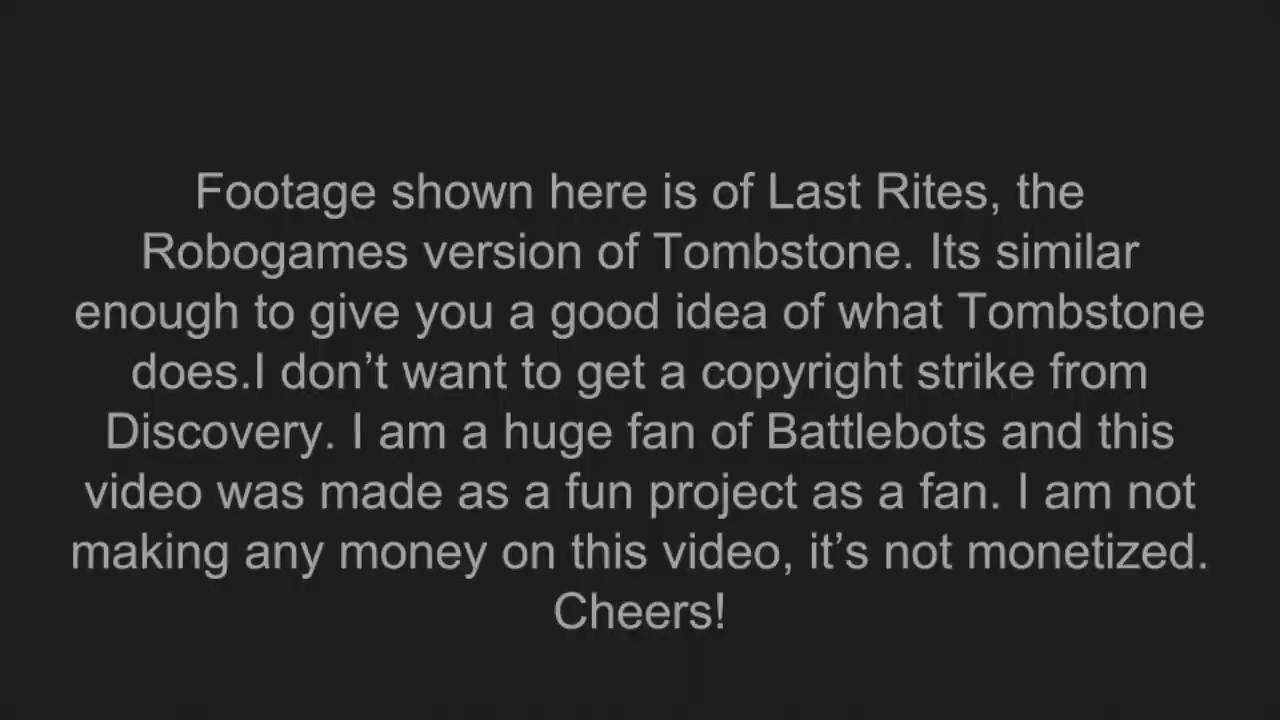 Footage shown here is of Last Rites, the
Robogames version of Tombstone. Its similar
enough to give you a good idea of what Tombstone
does.I don’t want to get a copyright strike from
Discovery. I am a huge fan of Battlebots and this
video was made as a fun project as a fan. I am not
making any money on this video, it’s not monetized.
Cheers!